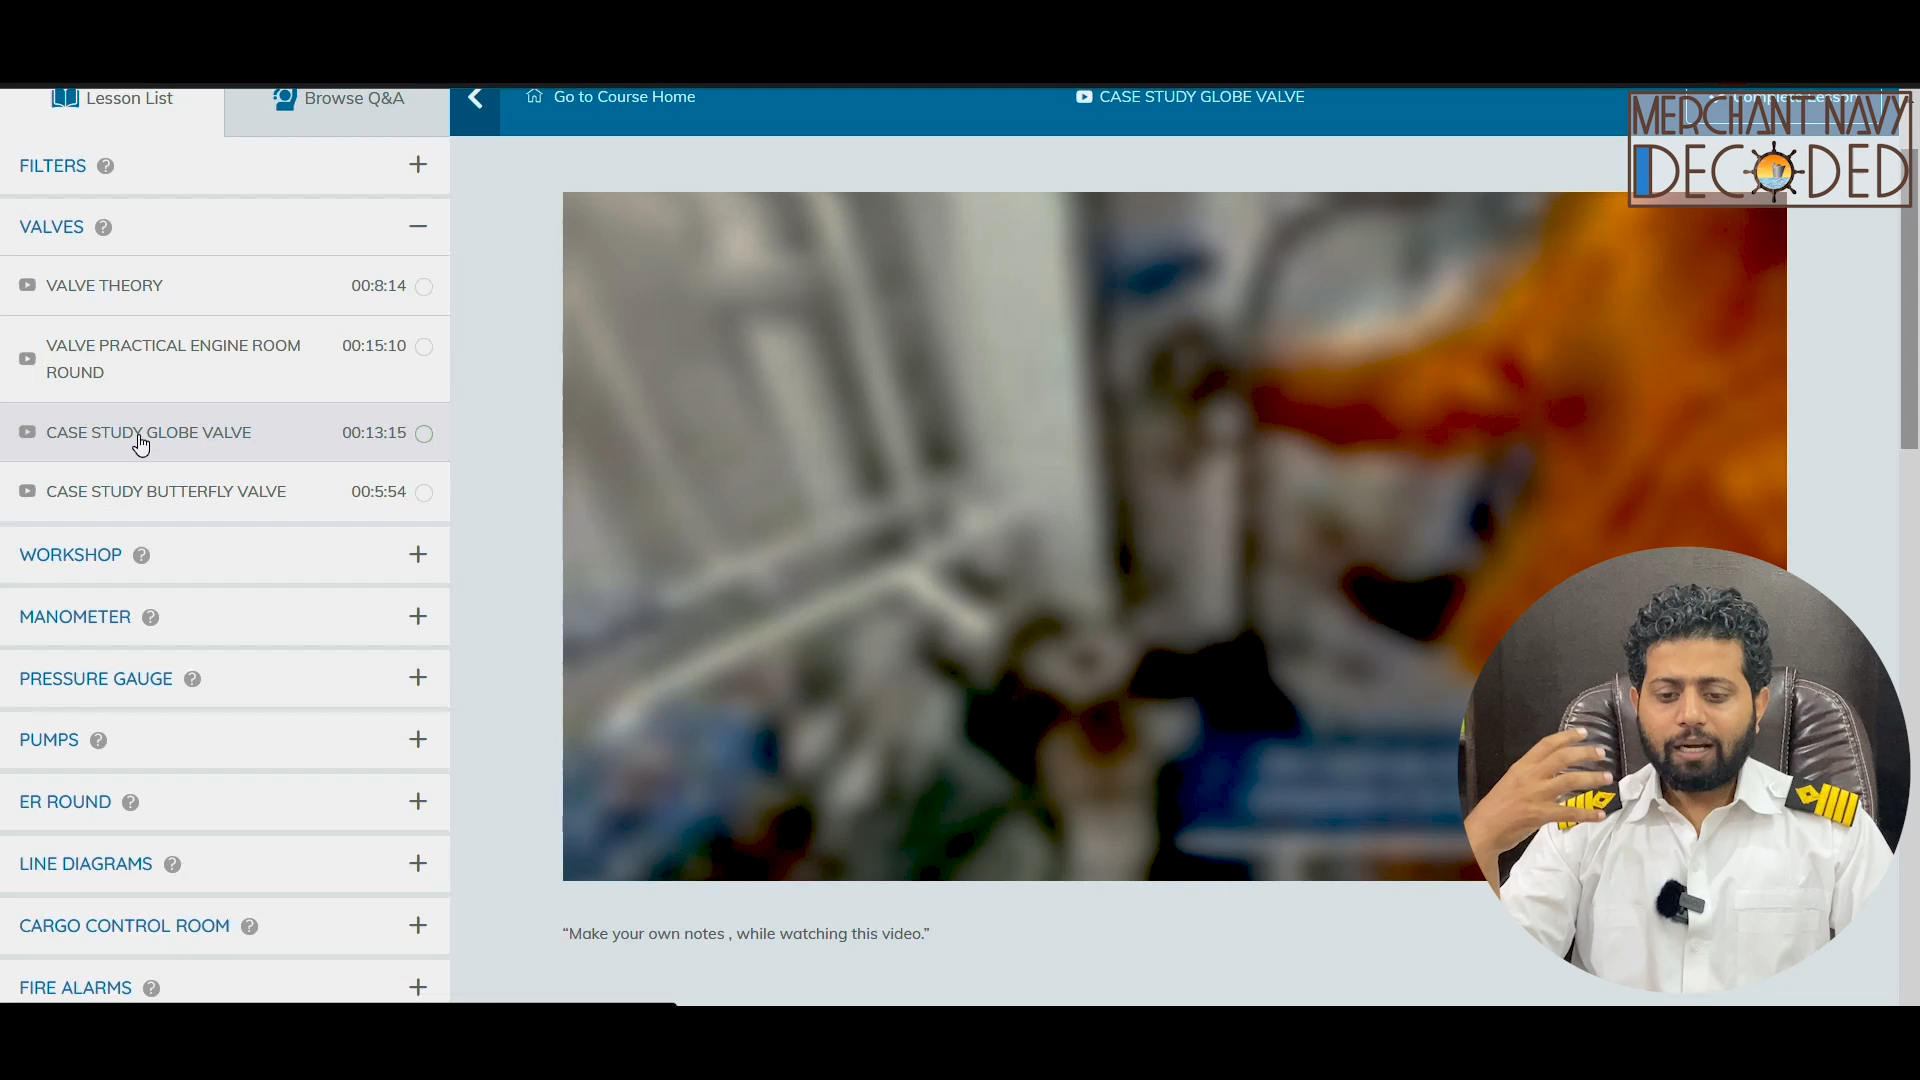 Lesson List
Browse Q&A
Go to Course Home
CASE STUDY GLOBE VALVE
Complete Lesson
MERCHANT NAVY
DECODED
FILTERS
VALVES
VALVE THEORY 00:8:14
VALVE PRACTICAL ENGINE ROOM 00:15:10
ROUND
CASE STUDY GLOBE VALVE 00:13:15
CASE STUDY BUTTERFLY VALVE 00:5:54
WORKSHOP
MANOMETER
PRESSURE GAUGE
PUMPS
ER ROUND
LINE DIAGRAMS
CARGO CONTROL ROOM
FIRE ALARMS
“Make your own notes , while watching this video.”